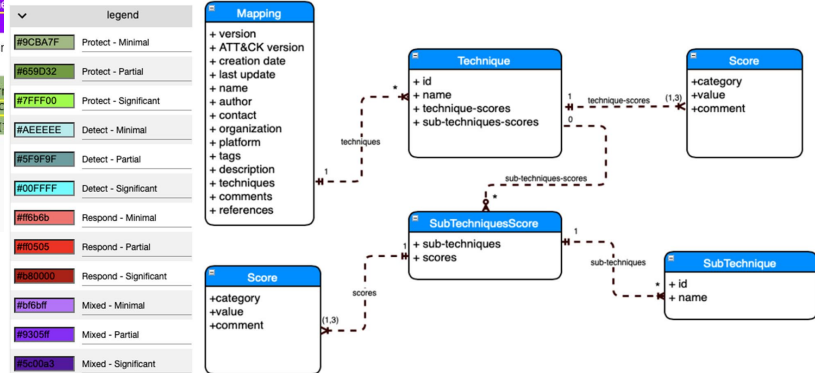 legend
#9CBA7F Protect - Minimal
#659D32 Protect - Partial
#7FFF00 Protect - Significant
#AEEEEE Detect - Minimal
#5F9F9F Detect - Partial
#00FFFF Detect - Significant
#ff6b6b Respond - Minimal
#ff0505 Respond - Partial
#b80000 Respond - Significant
#bf6bff Mixed - Minimal
#9305ff Mixed - Partial
#5c00a3 Mixed - Significant
Mapping
+ version
+ ATT&CK version
+ creation date
+ last update
+ name
+ author
+ contact
+ organization
+ platform
+ tags
+ description
+ techniques
+ comments
+ references
1
techniques
*
Technique
+ id
+ name
+ technique-scores
+ sub-techniques-scores
1
technique-scores
(1,3)
0
sub-techniques-scores
*
Score
+category
+value
+comment
SubTechniquesScore
+ sub-techniques
+ scores
1
scores
(1,3)
Score
+category
+value
+comment
1
sub-techniques
*
SubTechnique
+ id
+ name